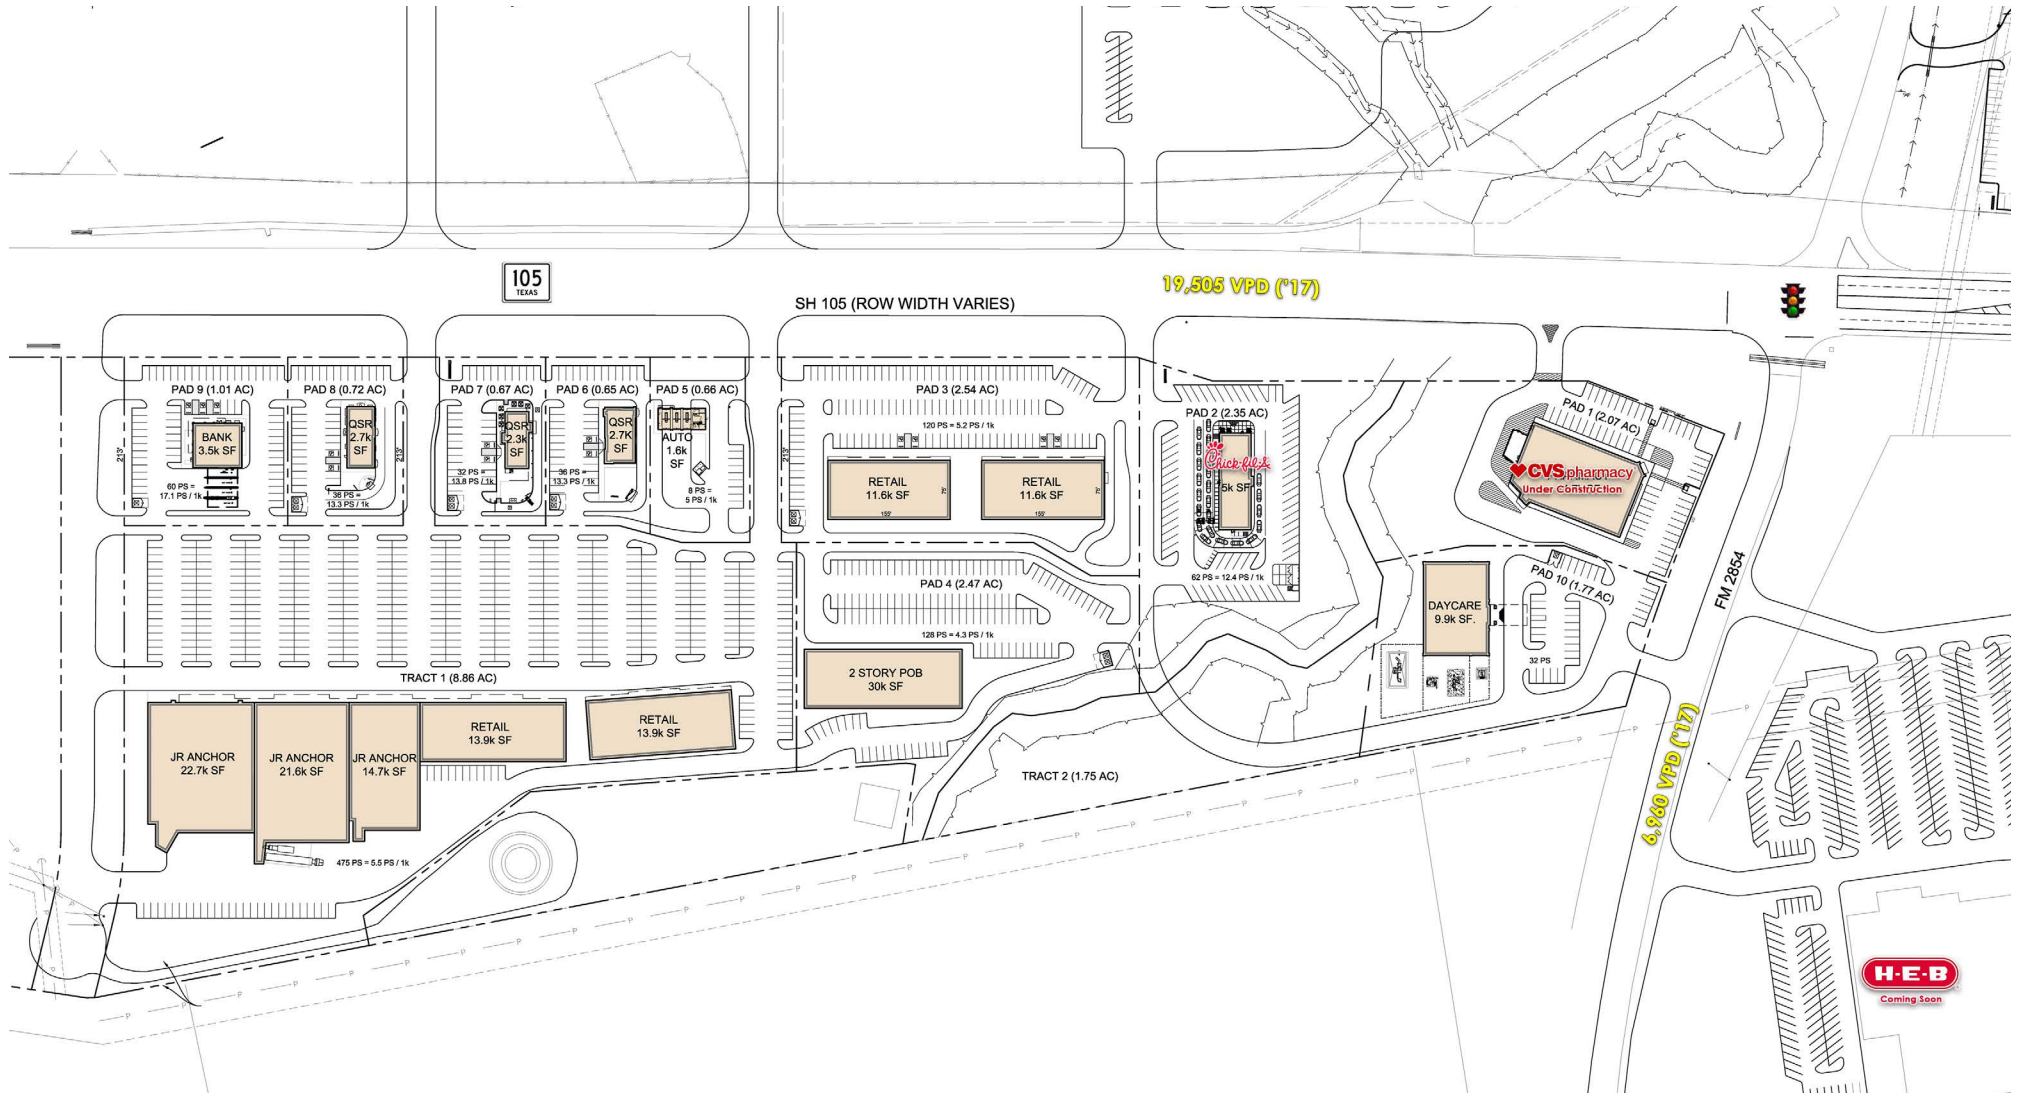 105
TEXAS
19,505 VPD ('17)
SH 105 (ROW WIDTH VARIES)
PAD 9 (1.01 AC)
PAD 8 (0.72 AC)
PAD 7 (0.67 AC)
PAD 6 (0.65 AC)
PAD 5 (0.66 AC)
PAD 3 (2.54 AC)
PAD 2 (2.35 AC)
PAD 1 (2.07 AC)
213'
BANK
3.5k SF
60 PS =
17.1 PS / 1k
QSR
2.7k
SF
36 PS =
13.3 PS / 1k
213'
QSR
2.3k
SF
32 PS =
13.8 PS / 1k
QSR
2.7K
SF
36 PS =
13.3 PS / 1k
AUTO
1.6k
SF
8 PS =
5 PS / 1k
213'
120 PS = 5.2 PS / 1k
RETAIL
11.6k SF
155'
75'
RETAIL
11.6k SF
155'
75'
Chick-fil-A
5k SF
62 PS = 12.4 PS / 1k
CVS pharmacy
Under Construction
PAD 4 (2.47 AC)
128 PS = 4.3 PS / 1k
2 STORY POB
30k SF
PAD 10 (1.77 AC)
DAYCARE
9.9k SF.
32 PS
FM 2854
6,960 VPD ('17)
TRACT 1 (8.86 AC)
JR ANCHOR
22.7k SF
JR ANCHOR
21.6k SF
JR ANCHOR
14.7k SF
RETAIL
13.9k SF
RETAIL
13.9k SF
475 PS = 5.5 PS / 1k
TRACT 2 (1.75 AC)
H-E-B
Coming Soon